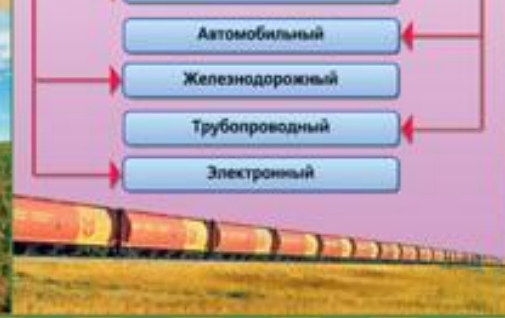 Автомобильный
Железнодорожный
Трубопроводный
Электронный